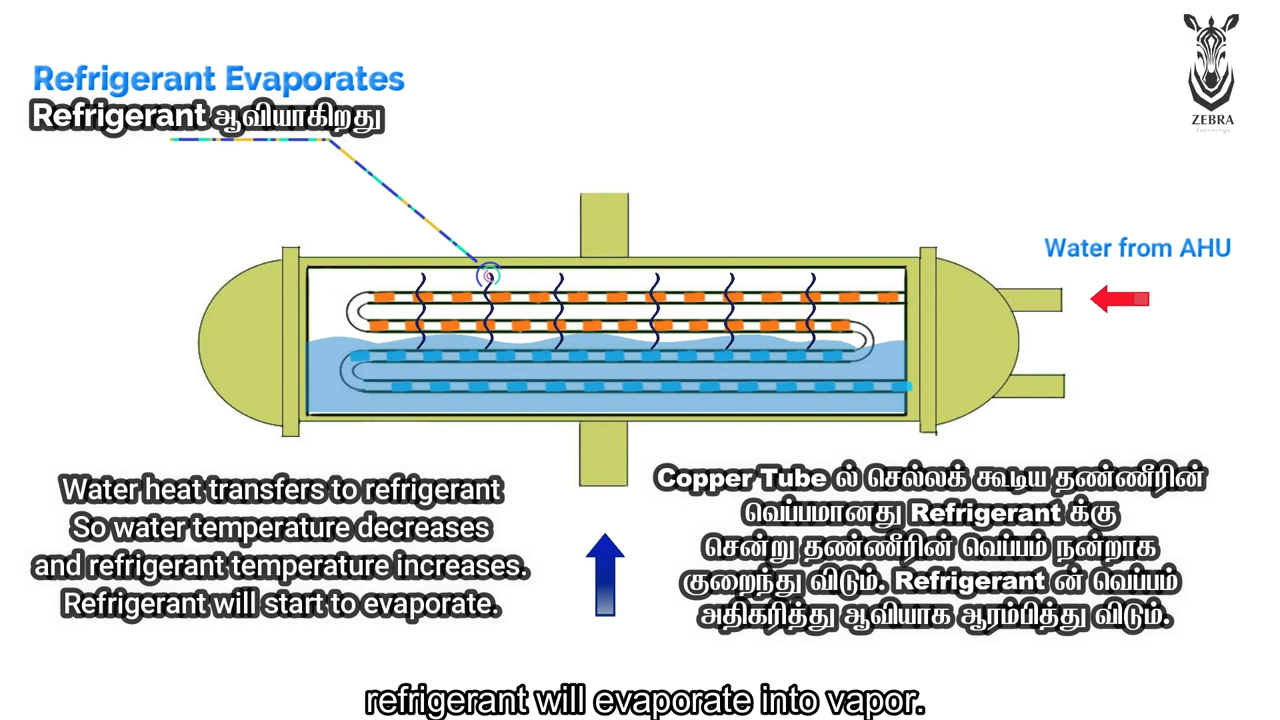 Refrigerant Evaporates
Refrigerant ஆவியாகிறது
ZEBRA
Learnings
Water from AHU
Water heat transfers to refrigerant
So water temperature decreases
and refrigerant temperature increases.
Refrigerant will start to evaporate.
Copper Tube ல் செல்லக் கூடிய தண்ணீரின்
வெப்பமானது Refrigerant க்கு
சென்று தண்ணீரின் வெப்பம் நன்றாக
குறைந்து விடும். Refrigerant ன் வெப்பம்
அதிகரித்து ஆவியாக ஆரம்பித்து விடும்.
refrigerant will evaporate into vapor.